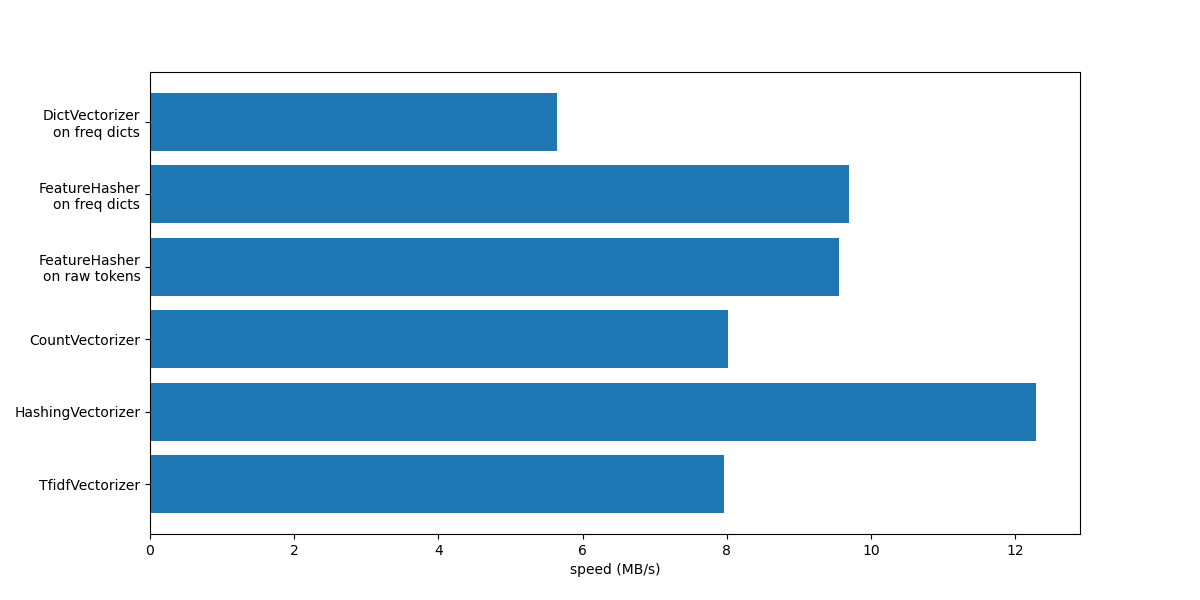 DictVectorizer
on freq dicts
FeatureHasher
on freq dicts
FeatureHasher
on raw tokens
CountVectorizer
HashingVectorizer
TfidfVectorizer
0 2 4 6 8 10 12
speed (MB/s)